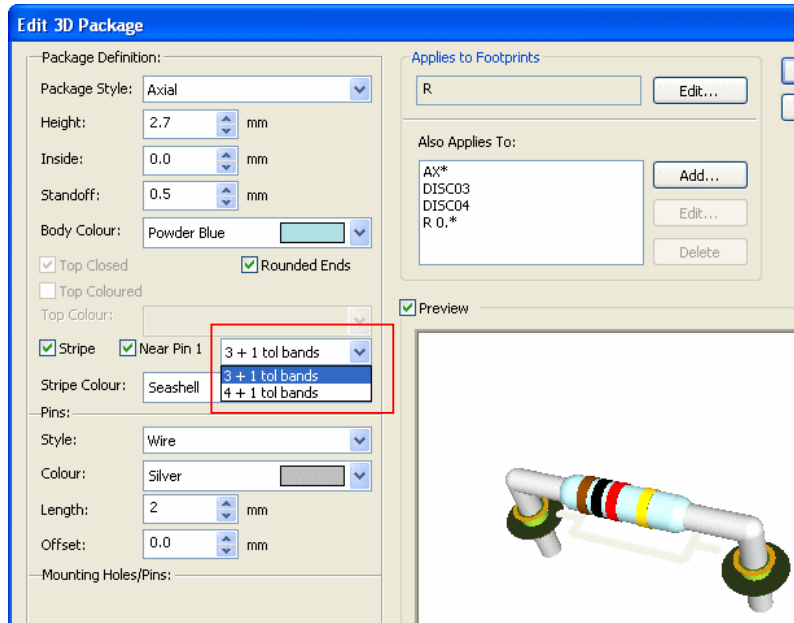 Edit 3D Package
Package Definition:
Package Style: Axial
Height: 2.7 mm
Inside: 0.0 mm
Standoff: 0.5 mm
Body Colour: Powder Blue
Top Closed Rounded Ends
Top Coloured
Top Colour:
Stripe Near Pin 1 3 + 1 tol bands
3 + 1 tol bands
4 + 1 tol bands
Stripe Colour: Seashell
Pins:
Style: Wire
Colour: Silver
Length: 2 mm
Offset: 0.0 mm
Mounting Holes/Pins:
Applies to Footprints
R Edit...
Also Applies To:
AX*
DISC03
DISC04
R 0.*
Add...
Edit...
Delete
Preview